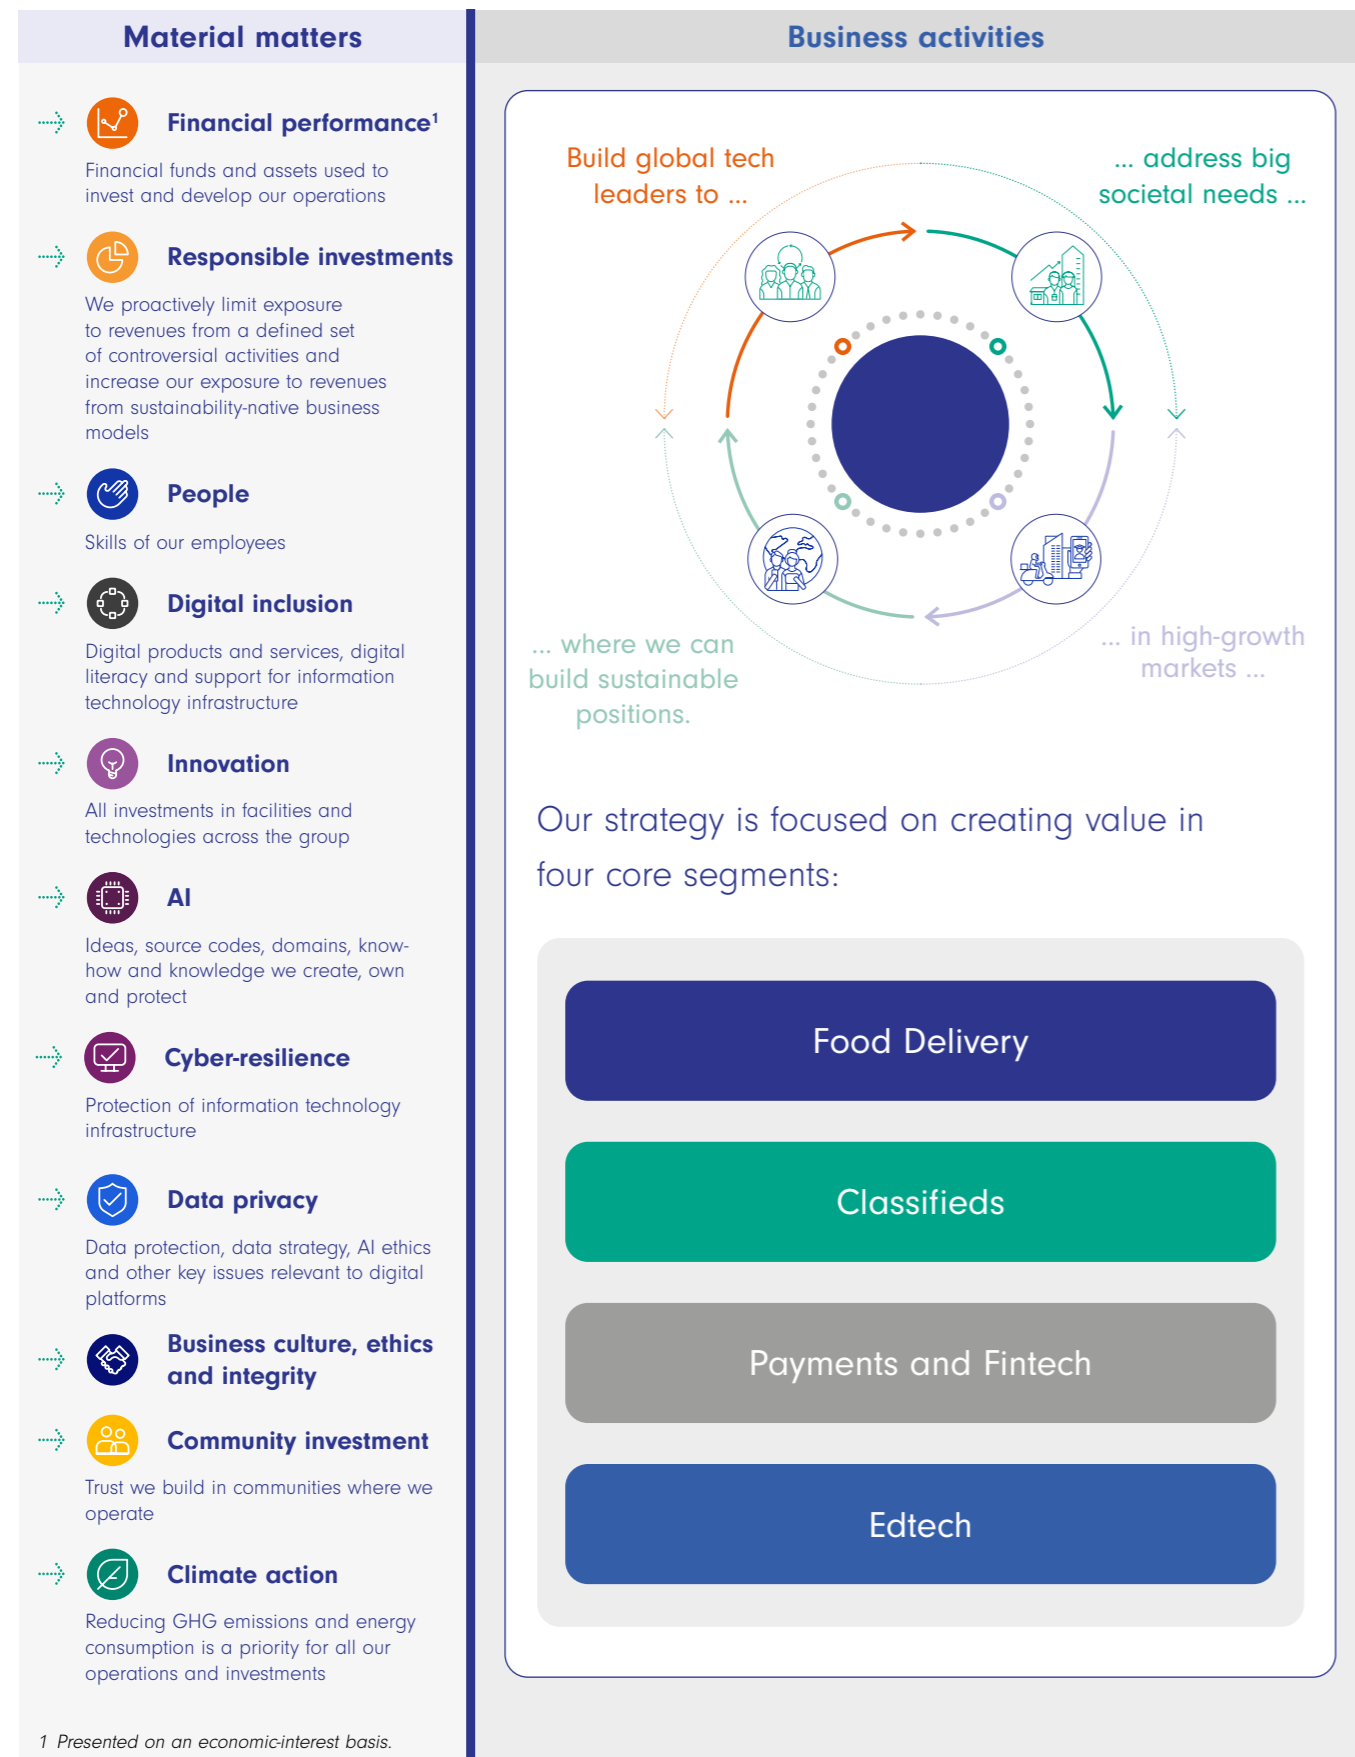 Material matters
Financial performance¹
Financial funds and assets used to
invest and develop our operations
Responsible investments
We proactively limit exposure
to revenues from a defined set
of controversial activities and
increase our exposure to revenues
from sustainability-native business
models
People
Skills of our employees
Digital inclusion
Digital products and services, digital
literacy and support for information
technology infrastructure
Innovation
All investments in facilities and
technologies across the group
AI
Ideas, source codes, domains, know-
how and knowledge we create, own
and protect
Cyber-resilience
Protection of information technology
infrastructure
Data privacy
Data protection, data strategy, AI ethics
and other key issues relevant to digital
platforms
Business culture, ethics
and integrity
Community investment
Trust we build in communities where we
operate
Climate action
Reducing GHG emissions and energy
consumption is a priority for all our
operations and investments
1 Presented on an economic-interest basis.
Business activities
Build global tech
leaders to ...
... address big
societal needs ...
... in high-growth
markets ...
... where we can
build sustainable
positions.
Our strategy is focused on creating value in
four core segments:
Food Delivery
Classifieds
Payments and Fintech
Edtech